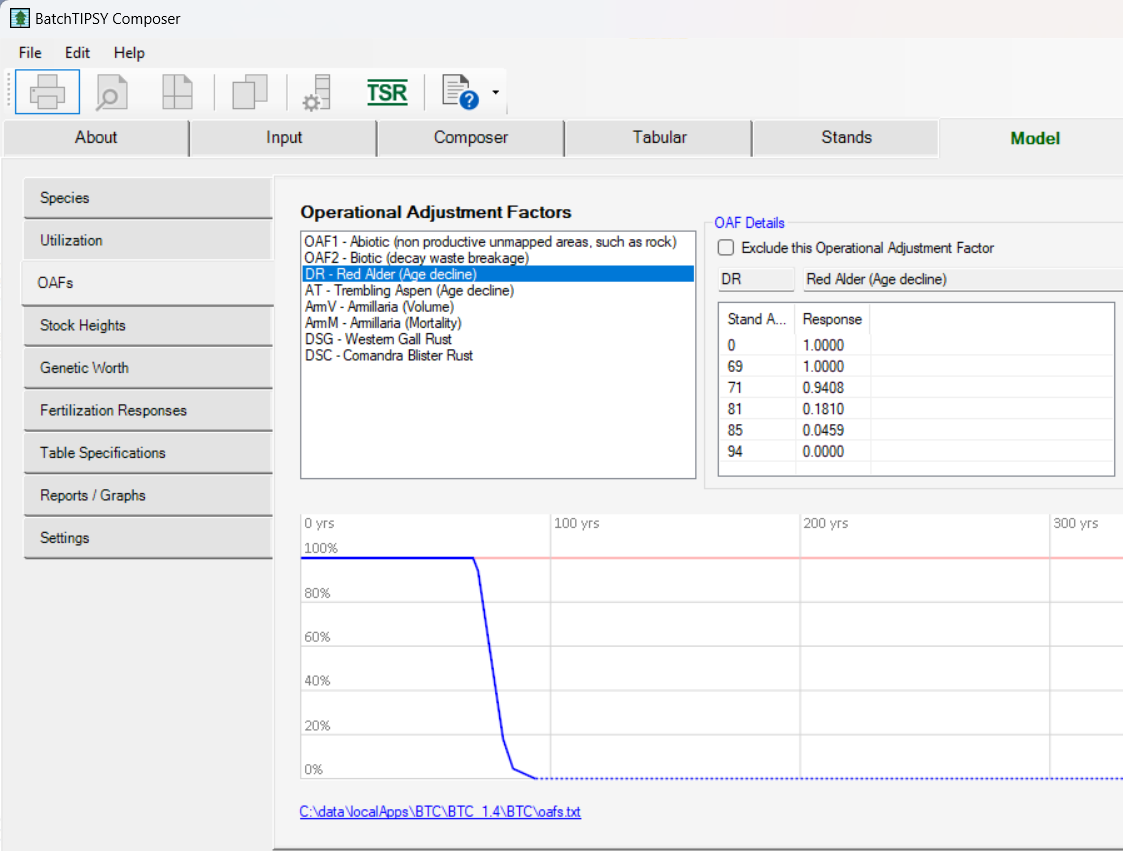 BatchTIPSY Composer
File Edit Help
TSR
About Input Composer Tabular Stands Model
Species
Utilization
OAFs
Stock Heights
Genetic Worth
Fertilization Responses
Table Specifications
Reports / Graphs
Settings
Operational Adjustment Factors
OAF1 - Abiotic (non productive unmapped areas, such as rock)
OAF2 - Biotic (decay waste breakage)
DR - Red Alder (Age decline)
AT - Trembling Aspen (Age decline)
ArmV - Armillaria (Volume)
ArmM - Armillaria (Mortality)
DSG - Western Gall Rust
DSC - Comandra Blister Rust
OAF Details
Exclude this Operational Adjustment Factor
DR Red Alder (Age decline)
Stand A... Response
0 1.0000
69 1.0000
71 0.9408
81 0.1810
85 0.0459
94 0.0000
0 yrs 100 yrs 200 yrs 300 yrs
100%
80%
60%
40%
20%
0%
C:\data\localApps\BTC\BTC_1.4\BTC\oafs.txt